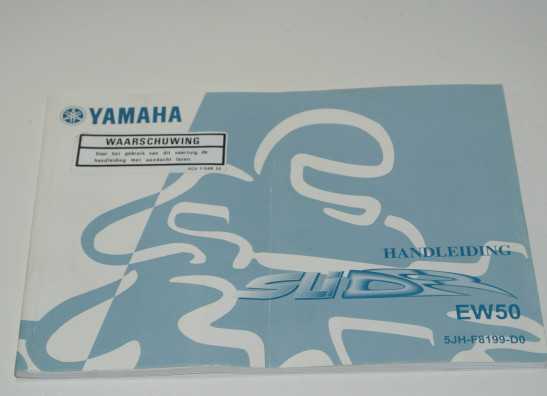 YAMAHA
WAARSCHUWING
Voor het gebruik van dit voertuig de
handleiding met aandacht lezen.
HANDLEIDING
SLIDER
EW50
5JH-F8199-D0